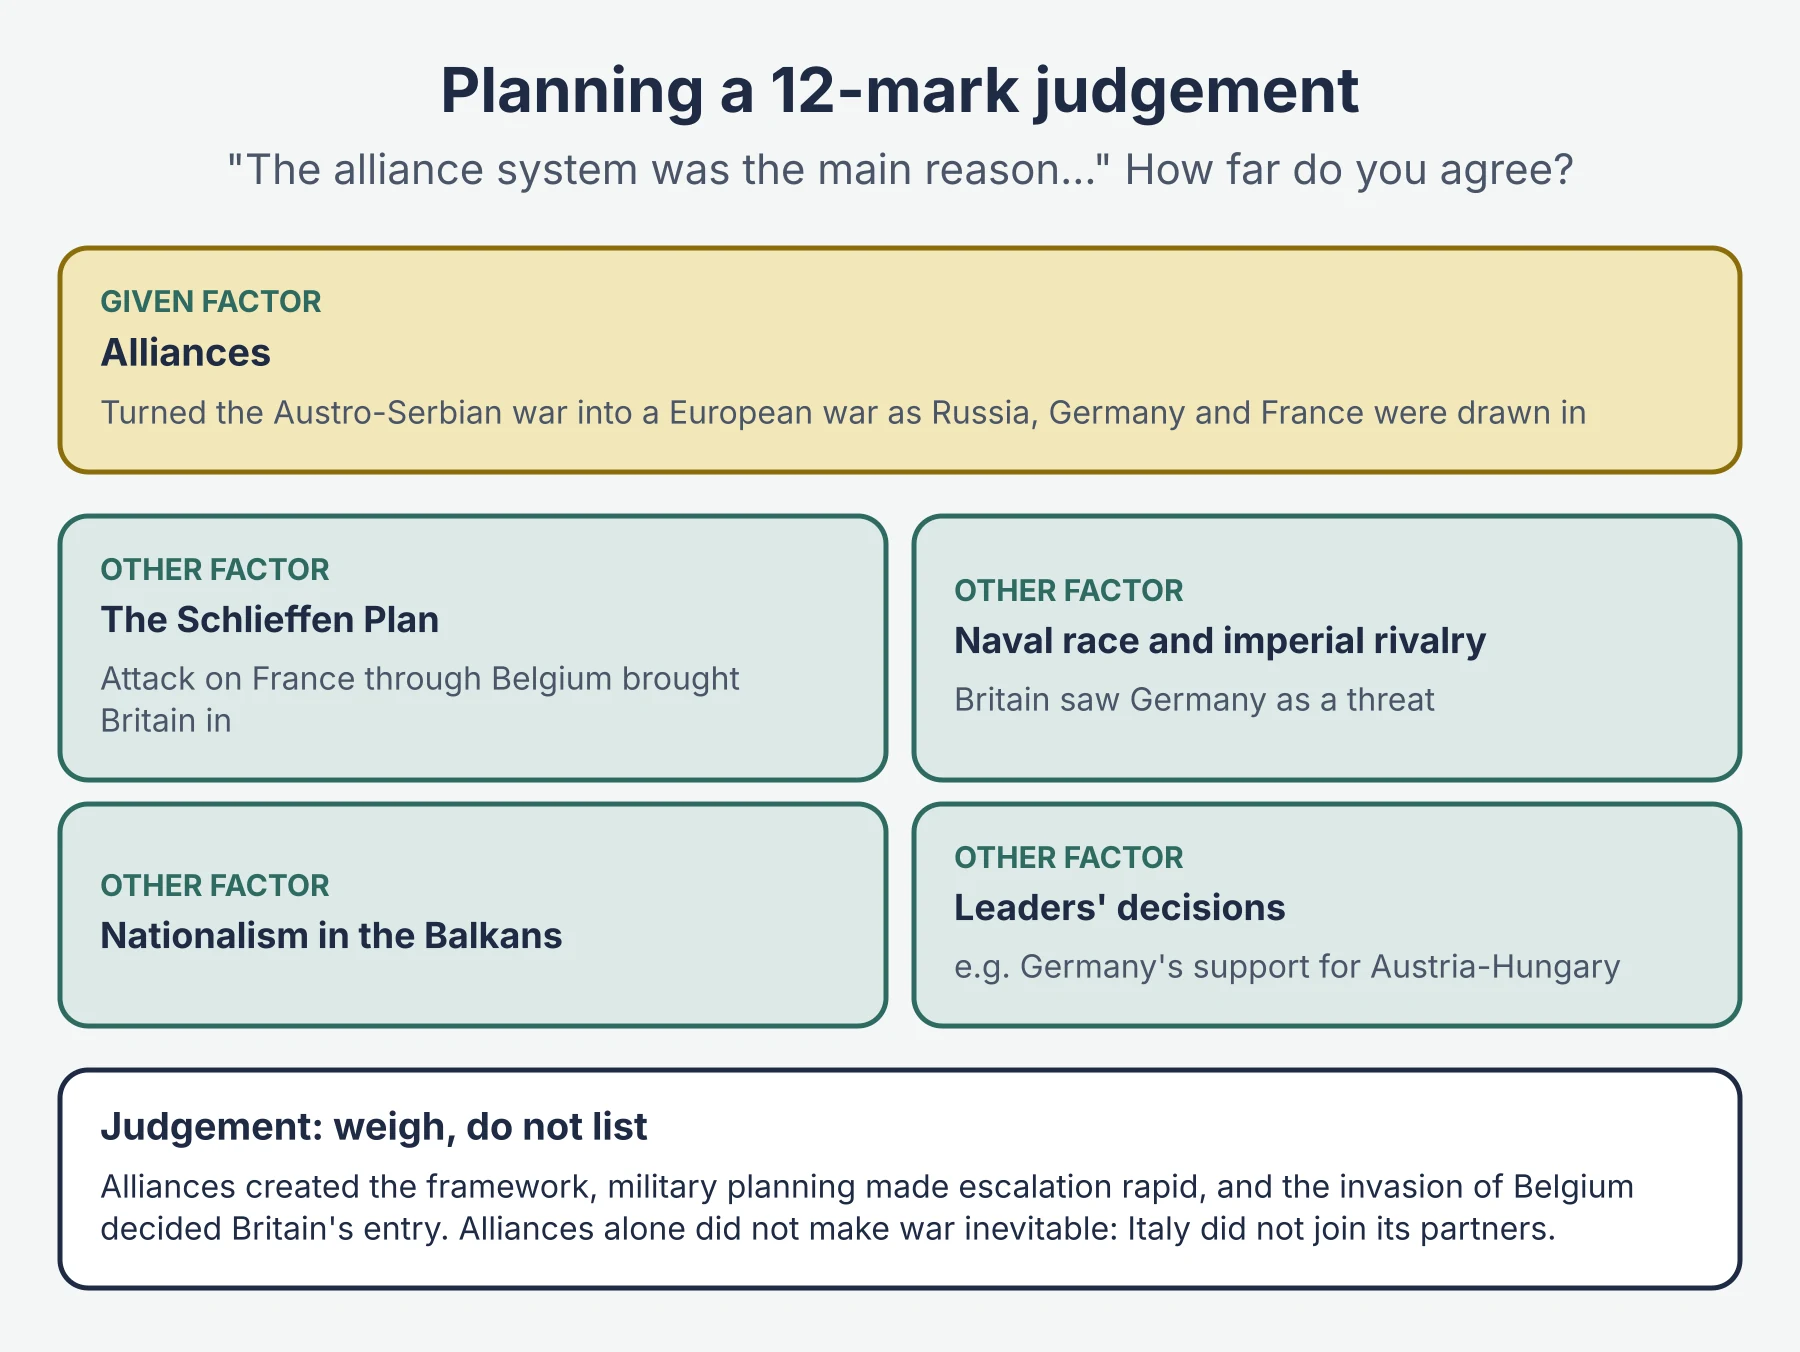 Planning a 12-mark judgement
"The alliance system was the main reason..." How far do you agree?
GIVEN FACTOR
Alliances
Turned the Austro-Serbian war into a European war as Russia, Germany and France were drawn in
OTHER FACTOR
The Schlieffen Plan
Attack on France through Belgium brought
Britain in
OTHER FACTOR
Naval race and imperial rivalry
Britain saw Germany as a threat
OTHER FACTOR
Nationalism in the Balkans
OTHER FACTOR
Leaders' decisions
e.g. Germany's support for Austria-Hungary
Judgement: weigh, do not list
Alliances created the framework, military planning made escalation rapid, and the invasion of Belgium
decided Britain's entry. Alliances alone did not make war inevitable: Italy did not join its partners.